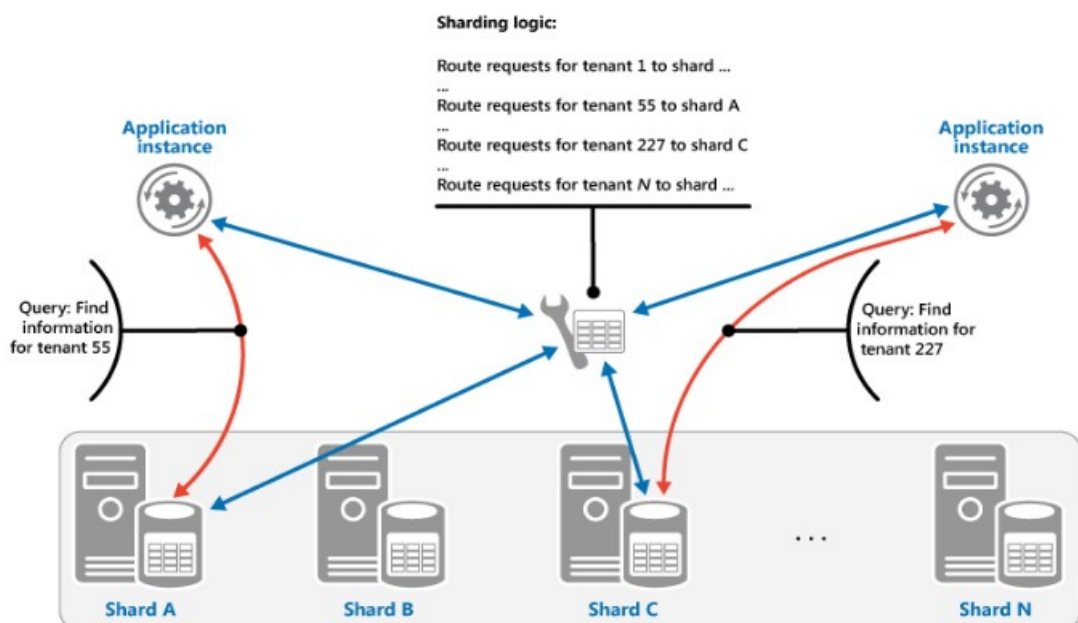 Sharding logic:
Route requests for tenant 1 to shard ...
...
Route requests for tenant 55 to shard A
...
Route requests for tenant 227 to shard C
...
Route requests for tenant N to shard ...
Application
instance
Application
instance
Query: Find
information
for tenant 55
Query: Find
information for
tenant 227
...
Shard A
Shard B
Shard C
Shard N